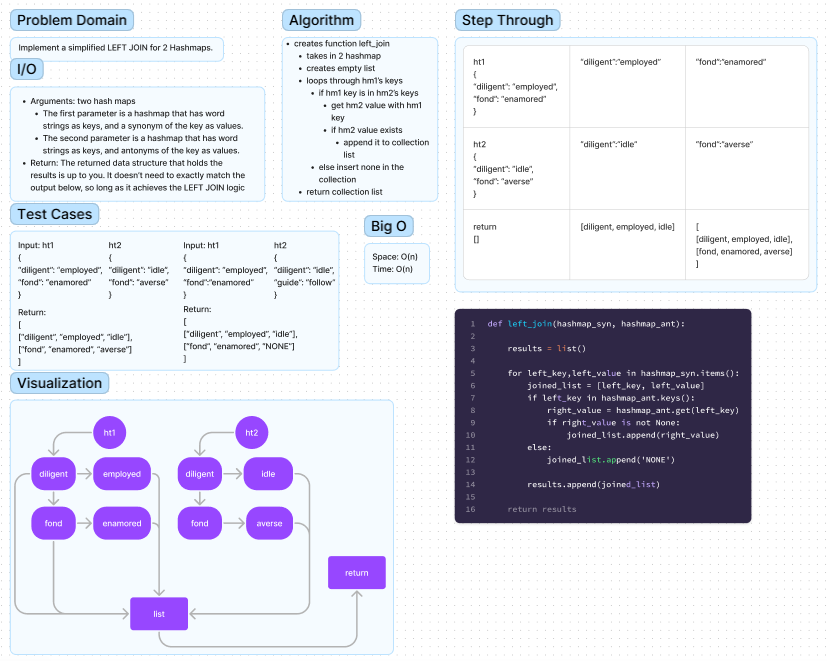 Problem Domain
Implement a simplified LEFT JOIN for 2 Hashmaps.
I/O
• Arguments: two hash maps
• The first parameter is a hashmap that has word
strings as keys, and a synonym of the key as values.
• The second parameter is a hashmap that has word
strings as keys, and antonyms of the key as values.
• Return: The returned data structure that holds the
results is up to you. It doesn’t need to exactly match the
output below, so long as it achieves the LEFT JOIN logic
Algorithm
• creates function left_join
• takes in 2 hashmap
• creates empty list
• loops through hm1’s keys
• if hm1 key is in hm2’s keys
• get hm2 value with hm1
key
• if hm2 value exists
• append it to collection
list
• else insert none in the
collection
• return collection list
Test Cases
Input: ht1
{
“diligent”: “employed”,
“fond”: “enamored”
}
ht2
{
“diligent”: “idle”,
“fond”: “averse”
}
Return:
[
[“diligent”, “employed”, “idle”],
[“fond”, “enamored”, “averse”]
]
Input: ht1
{
“diligent”: “employed”,
“fond”:“enamored”
}
ht2
{
“diligent”: “idle”,
“guide”: “follow”
}
Return:
[
[“diligent”, “employed”, “idle”],
[“fond”, “enamored”, “NONE”]
]
Big O
Space: O(n)
Time: O(n)
Visualization
ht1
diligent
employed
fond
enamored
ht2
diligent
idle
fond
averse
list
return
Step Through
ht1
{
“diligent”: “employed”,
“fond”: “enamored”
}
“diligent”:“employed”
“fond”:“enamored”
ht2
{
“diligent”: “idle”,
“fond”: “averse”
}
“diligent”:“idle”
“fond”:“averse”
return
[]
[diligent, employed, idle]
[
[diligent, employed, idle],
[fond, enamored, averse]
]
1 def left_join(hashmap_syn, hashmap_ant):
2
3 results = list()
4
5 for left_key,left_value in hashmap_syn.items():
6 joined_list = [left_key, left_value]
7 if left_key in hashmap_ant.keys():
8 right_value = hashmap_ant.get(left_key)
9 if right_value is not None:
10 joined_list.append(right_value)
11 else:
12 joined_list.append('NONE')
13
14 results.append(joined_list)
15
16 return results